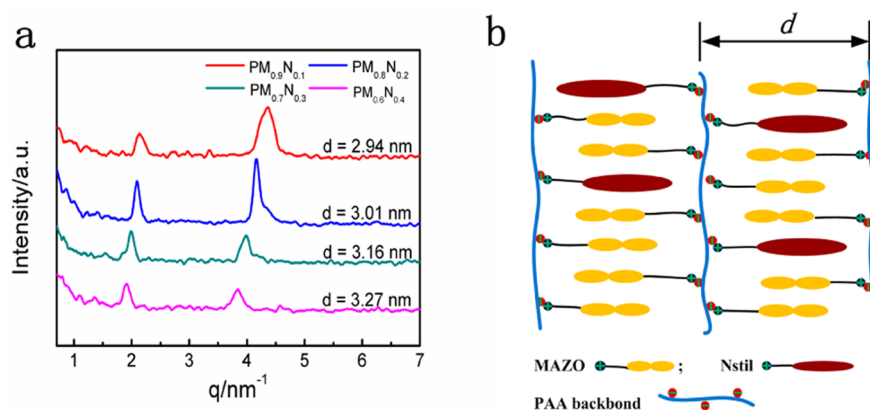 a
PM0.9N0.1
PM0.8N0.2
PM0.7N0.3
PM0.6N0.4
d = 2.94 nm
d = 3.01 nm
d = 3.16 nm
d = 3.27 nm
Intensity/a.u.
1 2 3 4 5 6 7
q/nm-1
b
d
MAZO ; Nstil
PAA backbond